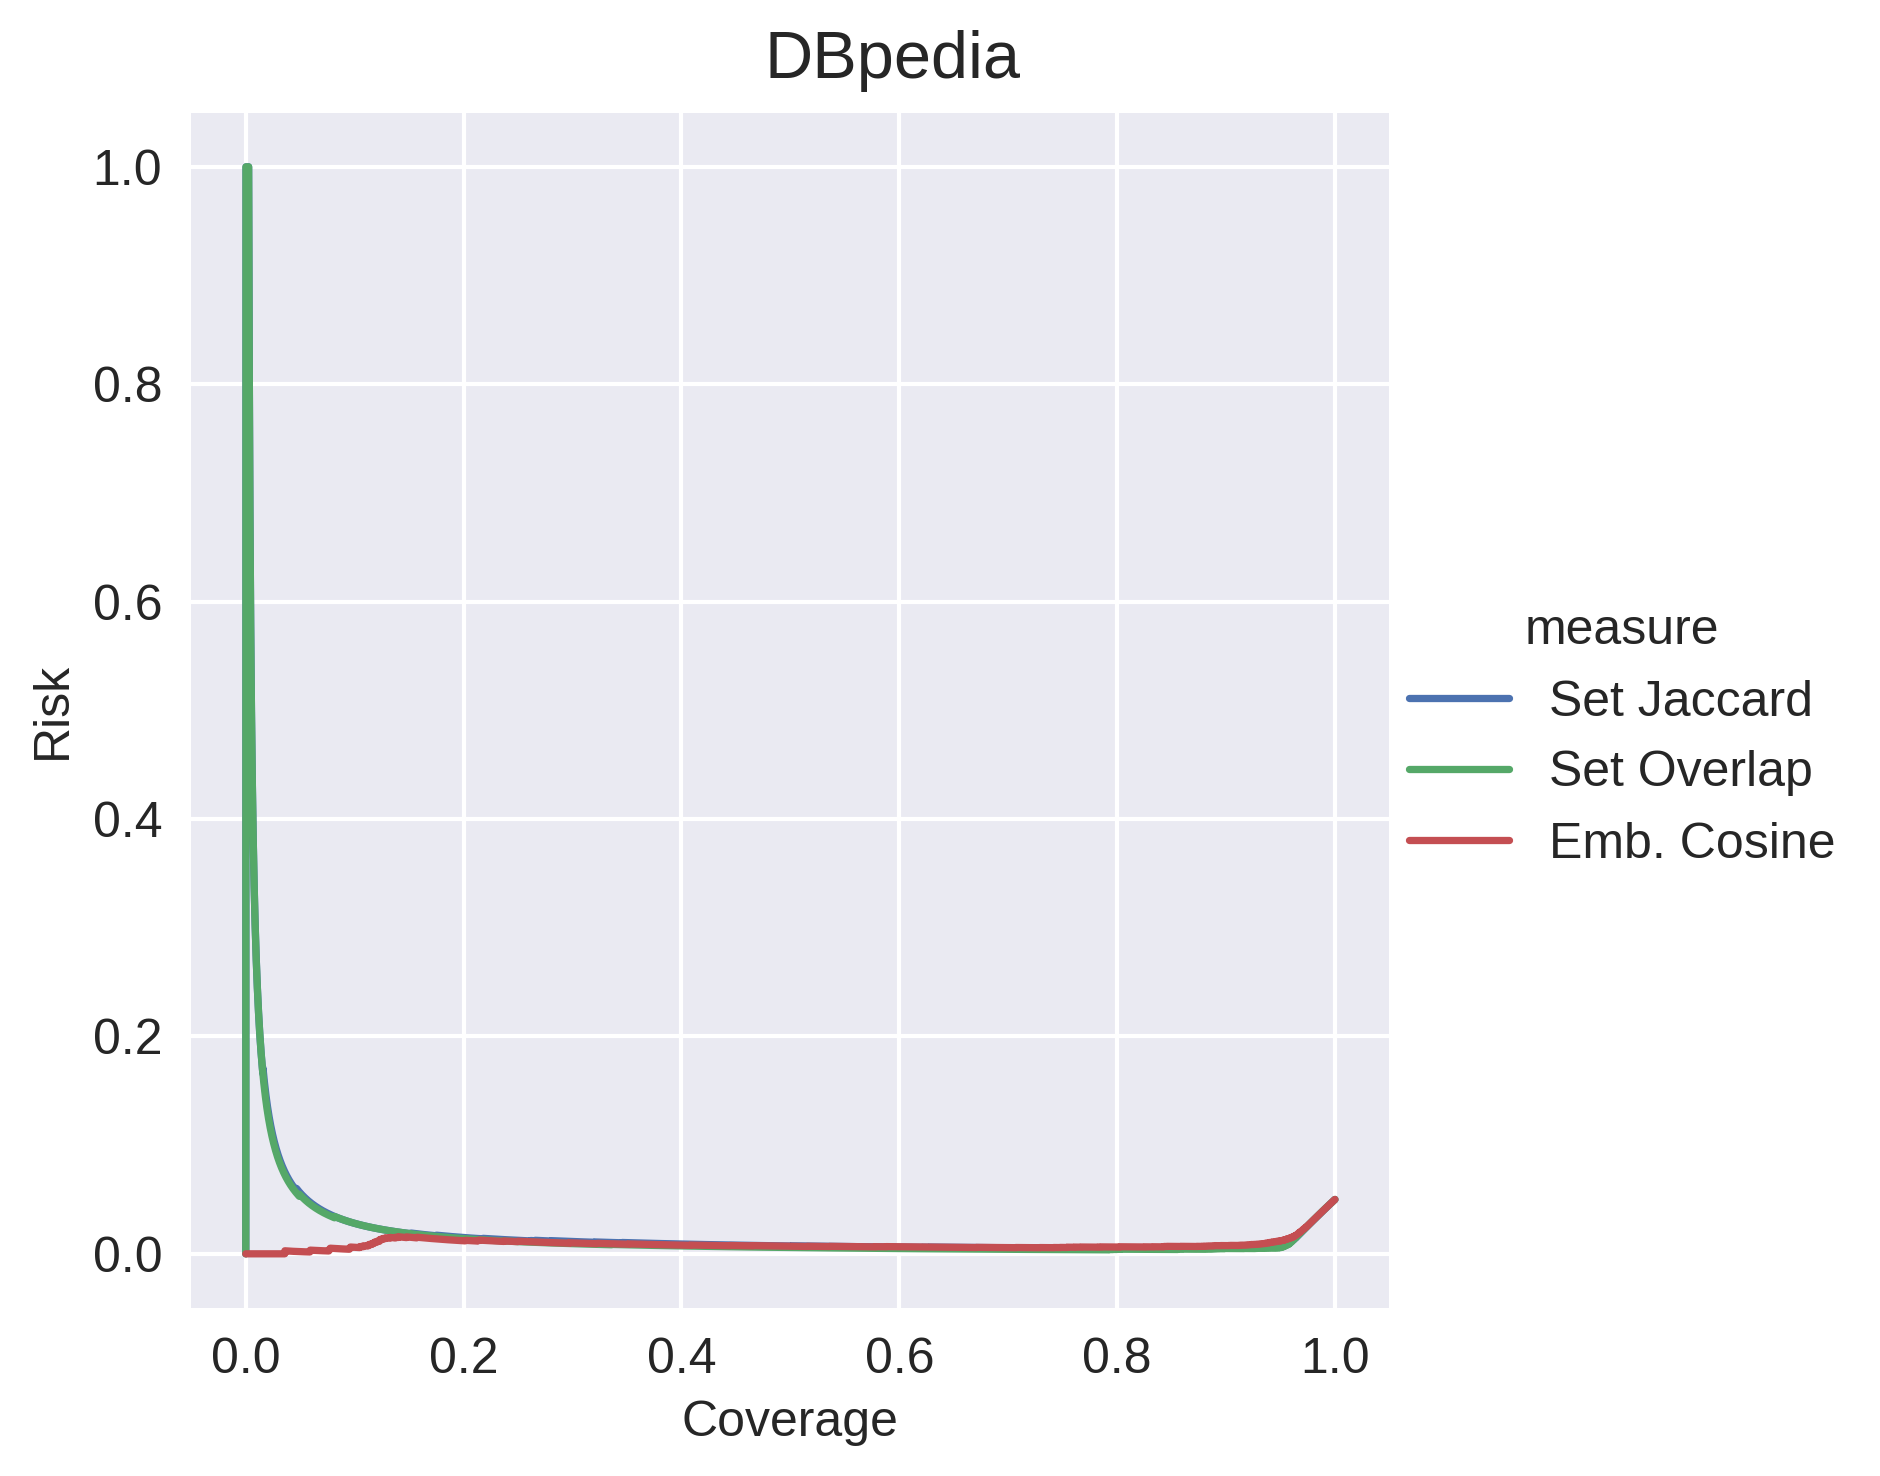 DBpedia
1.0
0.8
0.6
0.4
0.2
0.0
Risk
0.0 0.2 0.4 0.6 0.8 1.0
Coverage
measure
Set Jaccard
Set Overlap
Emb. Cosine